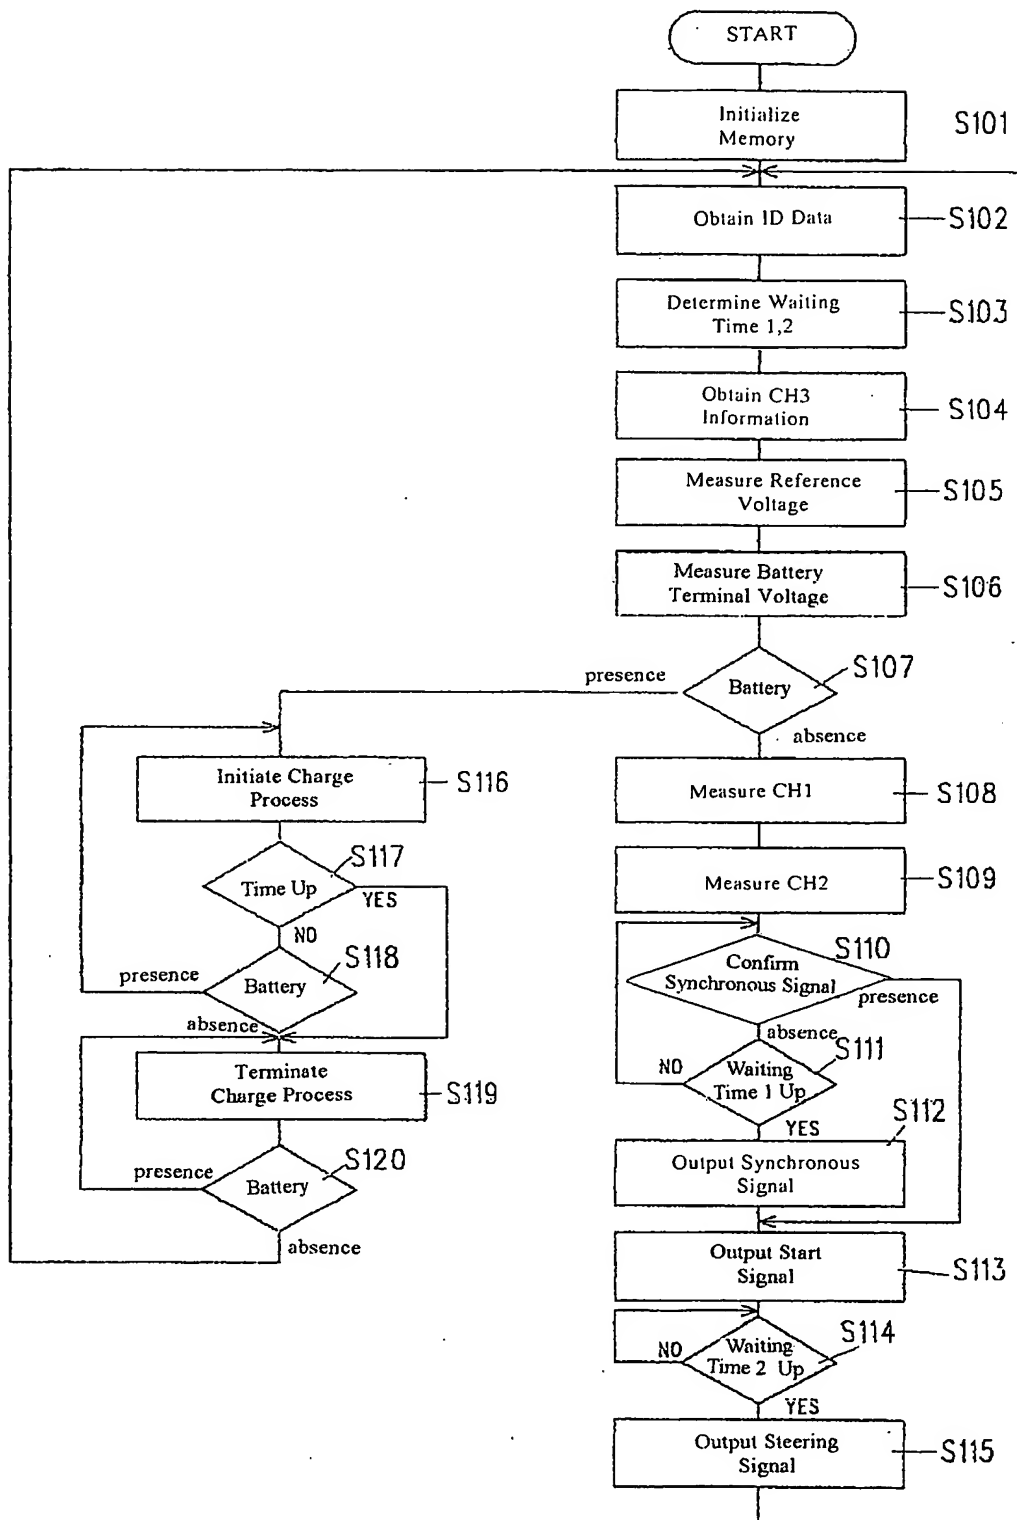 START
Initialize
Memory
S101
Obtain ID Data
S102
Determine Waiting
Time 1,2
S103
Obtain CH3
Information
S104
Measure Reference
Voltage
S105
Measure Battery
Terminal Voltage
S106
Battery
S107
presence
absence
Measure CH1
S108
Measure CH2
S109
Confirm
Synchronous Signal
S110
presence
absence
Waiting
Time 1 Up
S111
NO
YES
Output Synchronous
Signal
S112
Output Start
Signal
S113
Waiting
Time 2 Up
S114
NO
YES
Output Steering
Signal
S115
Initiate Charge
Process
S116
Time Up
S117
YES
NO
Battery
S118
presence
absence
Terminate
Charge Process
S119
Battery
S120
presence
absence